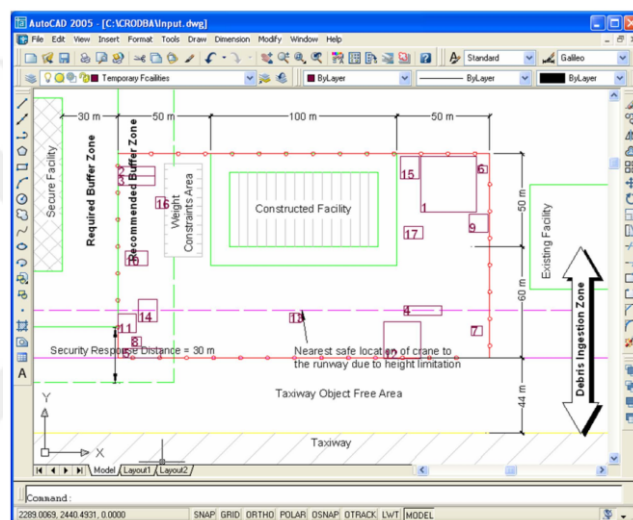 AutoCAD 2005 - [C:\CRODBA\Input.dwg]
File Edit View Insert Format Tools Draw Dimension Modify Window Help
Standard
Galileo
Temporary Fcailities
ByLayer
ByLayer
ByLayer
30 m
50 m
100 m
50 m
Secure Facility
Required Buffer Zone
Recommended Buffer Zone
Weight
Constraints Area
Constructed Facility
2
3
16
15
1
6
9
17
50 m
Existing Facility
14
11
8
4
7
12
58 m
Security Response Distance = 30 m
Nearest safe location of crane to
the runway due to height limitation
Taxiway Object Free Area
44 m
Debris Ingestion Zone
Taxiway
Y
X
Model
Layout1
Layout2
Command:
2289.0069, 2440.4931, 0.0000
SNAP GRID ORTHO POLAR OSNAP OTRACK LWT MODEL